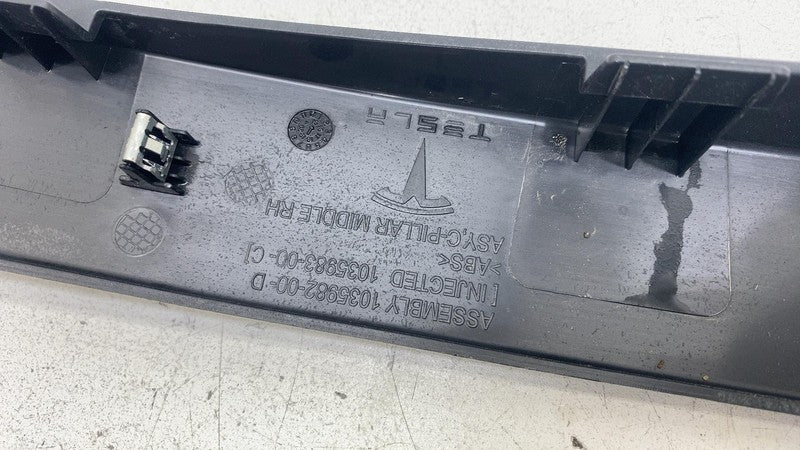 TESLA
ASY,C-PILLAR MIDDLE RH
>ABS<
[ INJECTED 1035983-00-C]
ASSEMBLY 1035982-00-D